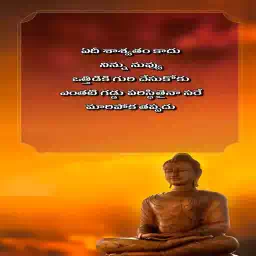 ఏది శాశ్వతం కాదు
నిన్ను నువ్వు
ఒత్తిడికి గురి చేసుకోకు
ఎంతటి గడ్డు పరిస్థితైనా సరే
మారిపోక తప్పదు